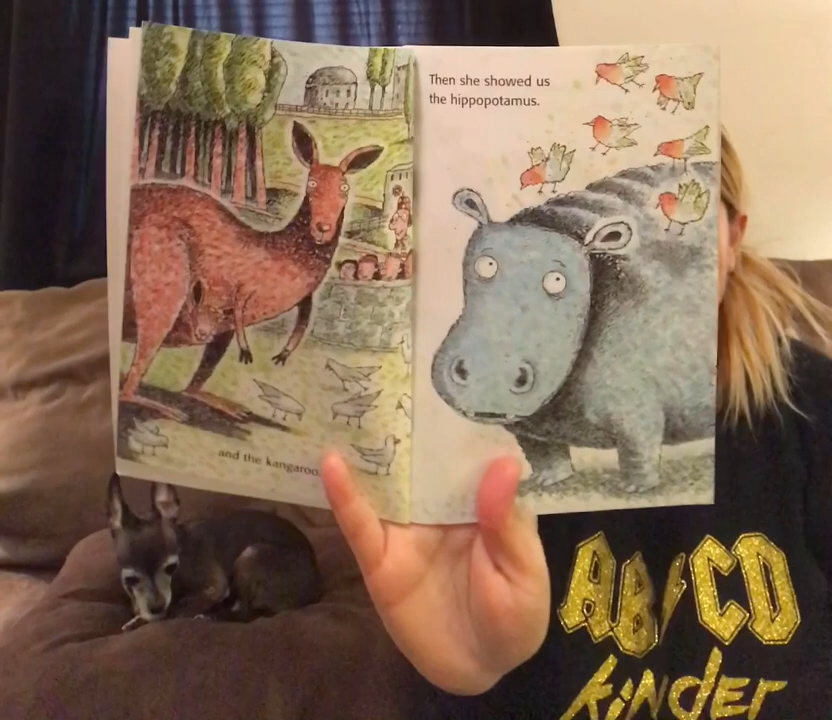 and the kangaroo.
Then she showed us
the hippopotamus.
AB/CD
kinder